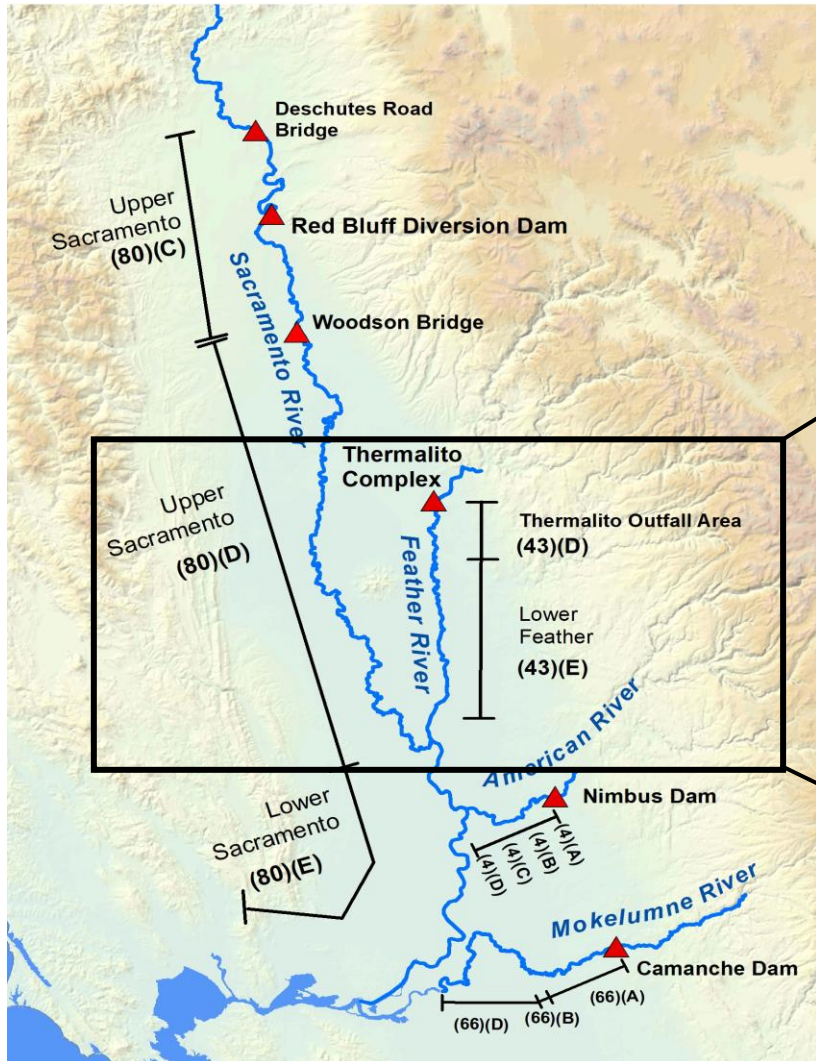 Deschutes Road
Bridge
Upper
Sacramento
(80)(C)
Red Bluff Diversion Dam
Sacramento River
Woodson Bridge
Thermalito
Complex
Upper
Sacramento
(80)(D)
Thermalito Outfall Area
(43)(D)
Feather River
Lower
Feather
(43)(E)
American River
Lower
Sacramento
(80)(E)
Nimbus Dam
(4)(A)
(4)(B)
(4)(C)
(4)(D)
Mokelumne River
Camanche Dam
(66)(A)
(66)(B)
(66)(D)